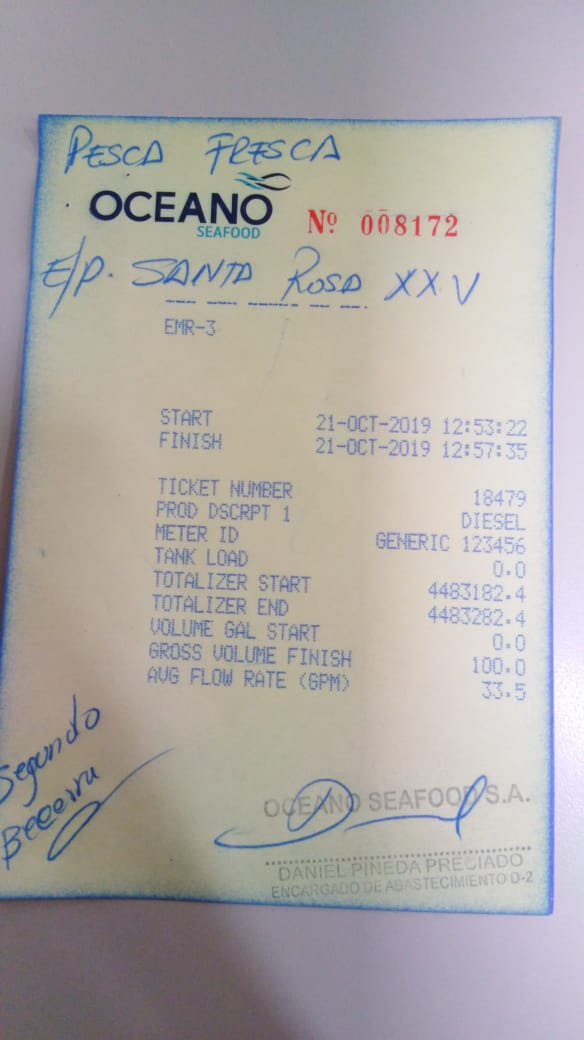 PESCA FRESCA
OCEANO
SEAFOOD
Nº 008172
E/P. SANTA ROSA XXV
EMR-3
START 21-OCT-2019 12:53:22
FINISH 21-OCT-2019 12:57:35
TICKET NUMBER 18479
PROD DSCRPT 1 DIESEL
METER ID GENERIC 123456
TANK LOAD 0.0
TOTALIZER START 4483182.4
TOTALIZER END 4483282.4
VOLUME GAL START 0.0
GROSS VOLUME FINISH 100.0
AVG FLOW RATE (GPM) 33.5
Segundo
OCEANO SEAFOOD S.A.
DANIEL PINEDA PRECIADO
ENCARGADO DE ABASTECIMIENTO D-2